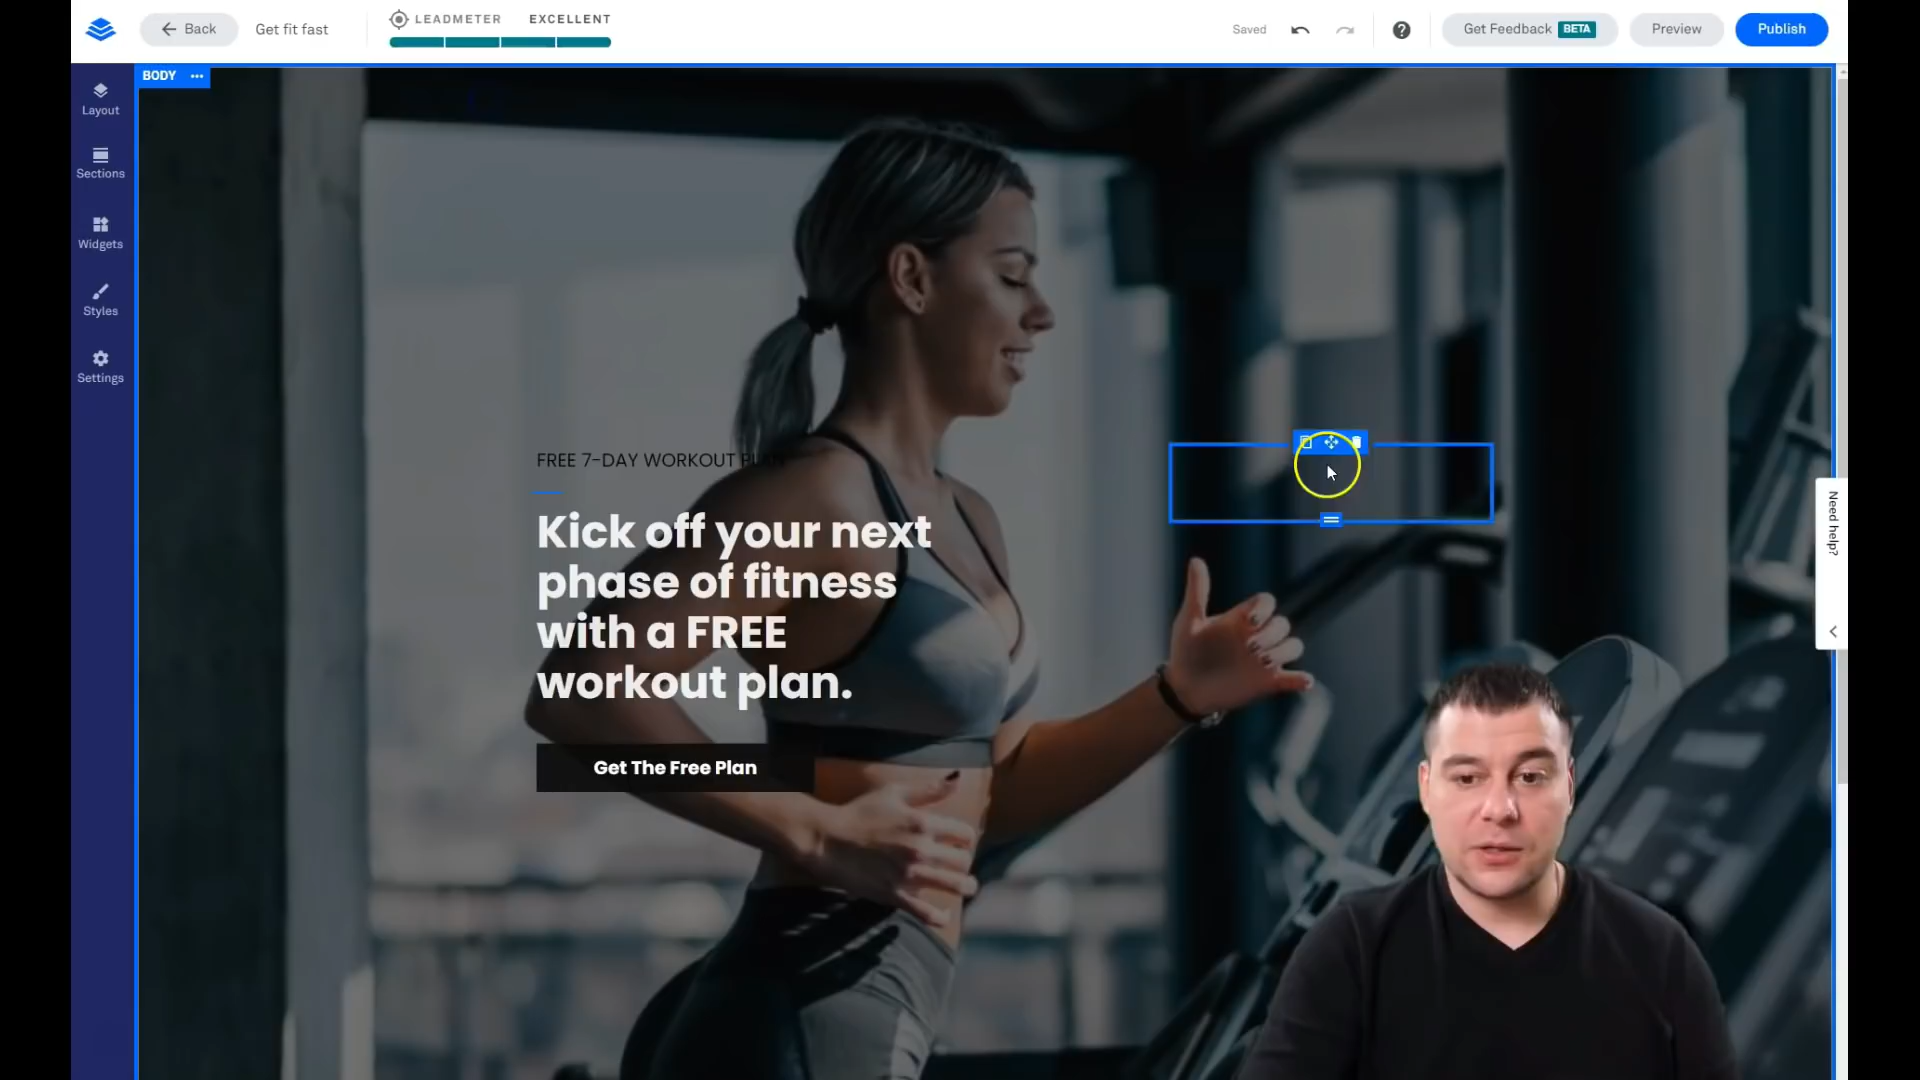 Back
Get fit fast
LEADMETER EXCELLENT
Saved
Get Feedback BETA
Preview
Publish
BODY
Layout
Sections
Widgets
Styles
Settings
FREE 7-DAY WORKOUT PLAN
Kick off your next
phase of fitness
with a FREE
workout plan.
Get The Free Plan
Need help?